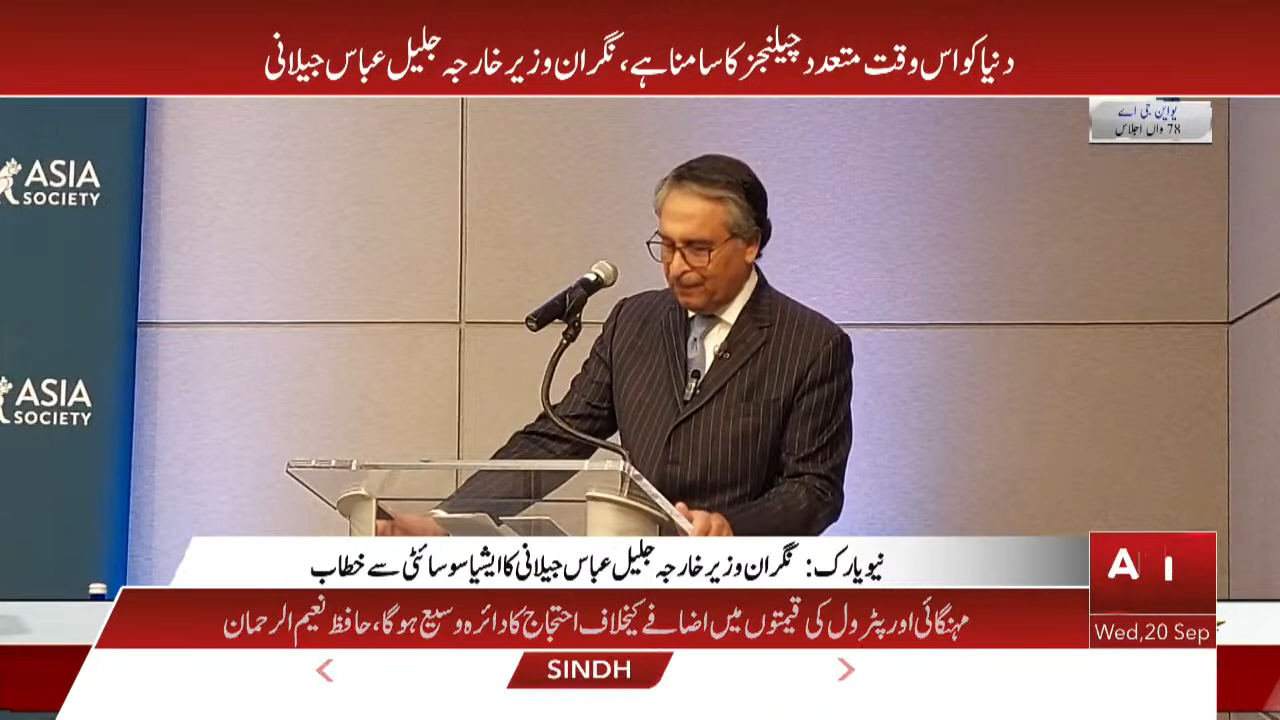 دنیا کو اس وقت متعدد چیلنجز کا سامنا ہے، نگران وزیر خارجہ جلیل عباس جیلانی
یو این جی اے
78 واں اجلاس
ASIA
SOCIETY
ASIA
SOCIETY
نیویارک: نگران وزیر خارجہ جلیل عباس جیلانی کا ایشیا سوسائٹی سے خطاب
مہنگائی اور پٹرول کی قیمتوں میں اضافے کیخلاف احتجاج کا دائرہ وسیع ہو گا، حافظ نعیم الرحمان
Wed,20 Sep
SINDH